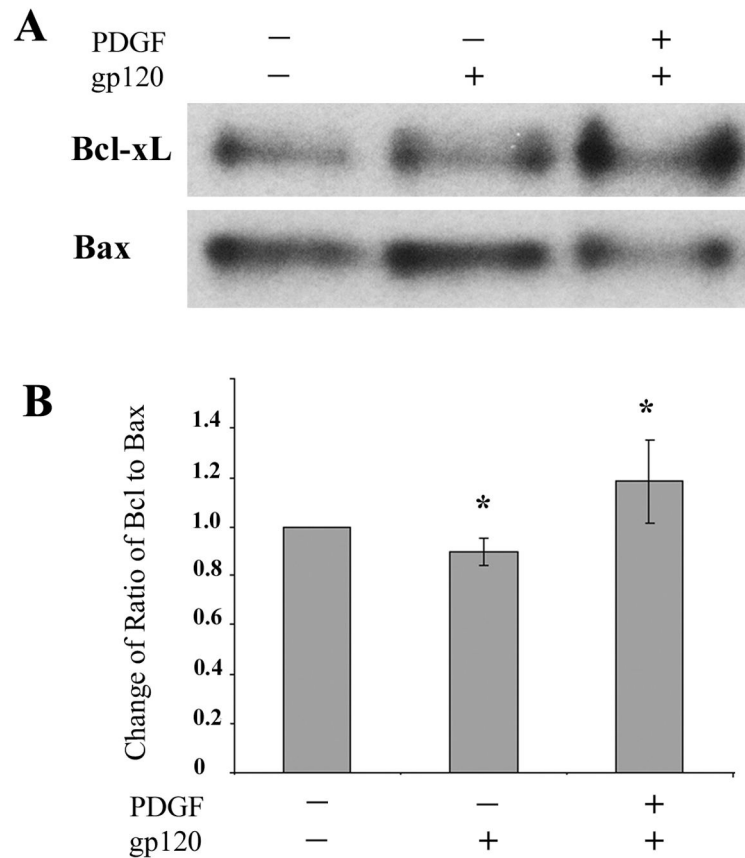 A
PDGF − − +
gp120 − + +
Bcl-xL
Bax
B
Change of Ratio of Bcl to Bax
1.4
1.2
1.0
0.8
0.6
0.4
0.2
0
*
*
PDGF − − +
gp120 − + +